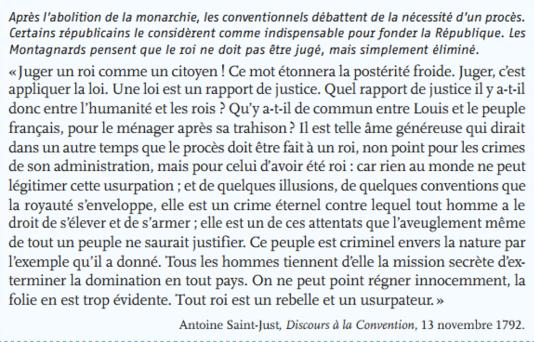 Après l'abolition de la monarchie, les conventionnels débattent de la nécessité d'un procès.
Certains républicains le considèrent comme indispensable pour fonder la République. Les
Montagnards pensent que le roi ne doit pas être jugé, mais simplement éliminé.
« Juger un roi comme un citoyen ! Ce mot étonnera la postérité froide. Juger, c'est
appliquer la loi. Une loi est un rapport de justice. Quel rapport de justice il y a-t-il
donc entre l'humanité et les rois ? Qu'y a-t-il de commun entre Louis et le peuple
français, pour le ménager après sa trahison ? Il est telle âme généreuse qui dirait
dans un autre temps que le procès doit être fait à un roi, non point pour les crimes
de son administration, mais pour celui d'avoir été roi : car rien au monde ne peut
légitimer cette usurpation ; et de quelques illusions, de quelques conventions que
la royauté s'enveloppe, elle est un crime éternel contre lequel tout homme a le
droit de s'élever et de s'armer ; elle est un de ces attentats que l'aveuglement même
de tout un peuple ne saurait justifier. Ce peuple est criminel envers la nature par
l'exemple qu'il a donné. Tous les hommes tiennent d'elle la mission secrète d'ex-
terminer la domination en tout pays. On ne peut point régner innocemment, la
folie en est trop évidente. Tout roi est un rebelle et un usurpateur. »
Antoine Saint-Just, Discours à la Convention, 13 novembre 1792.